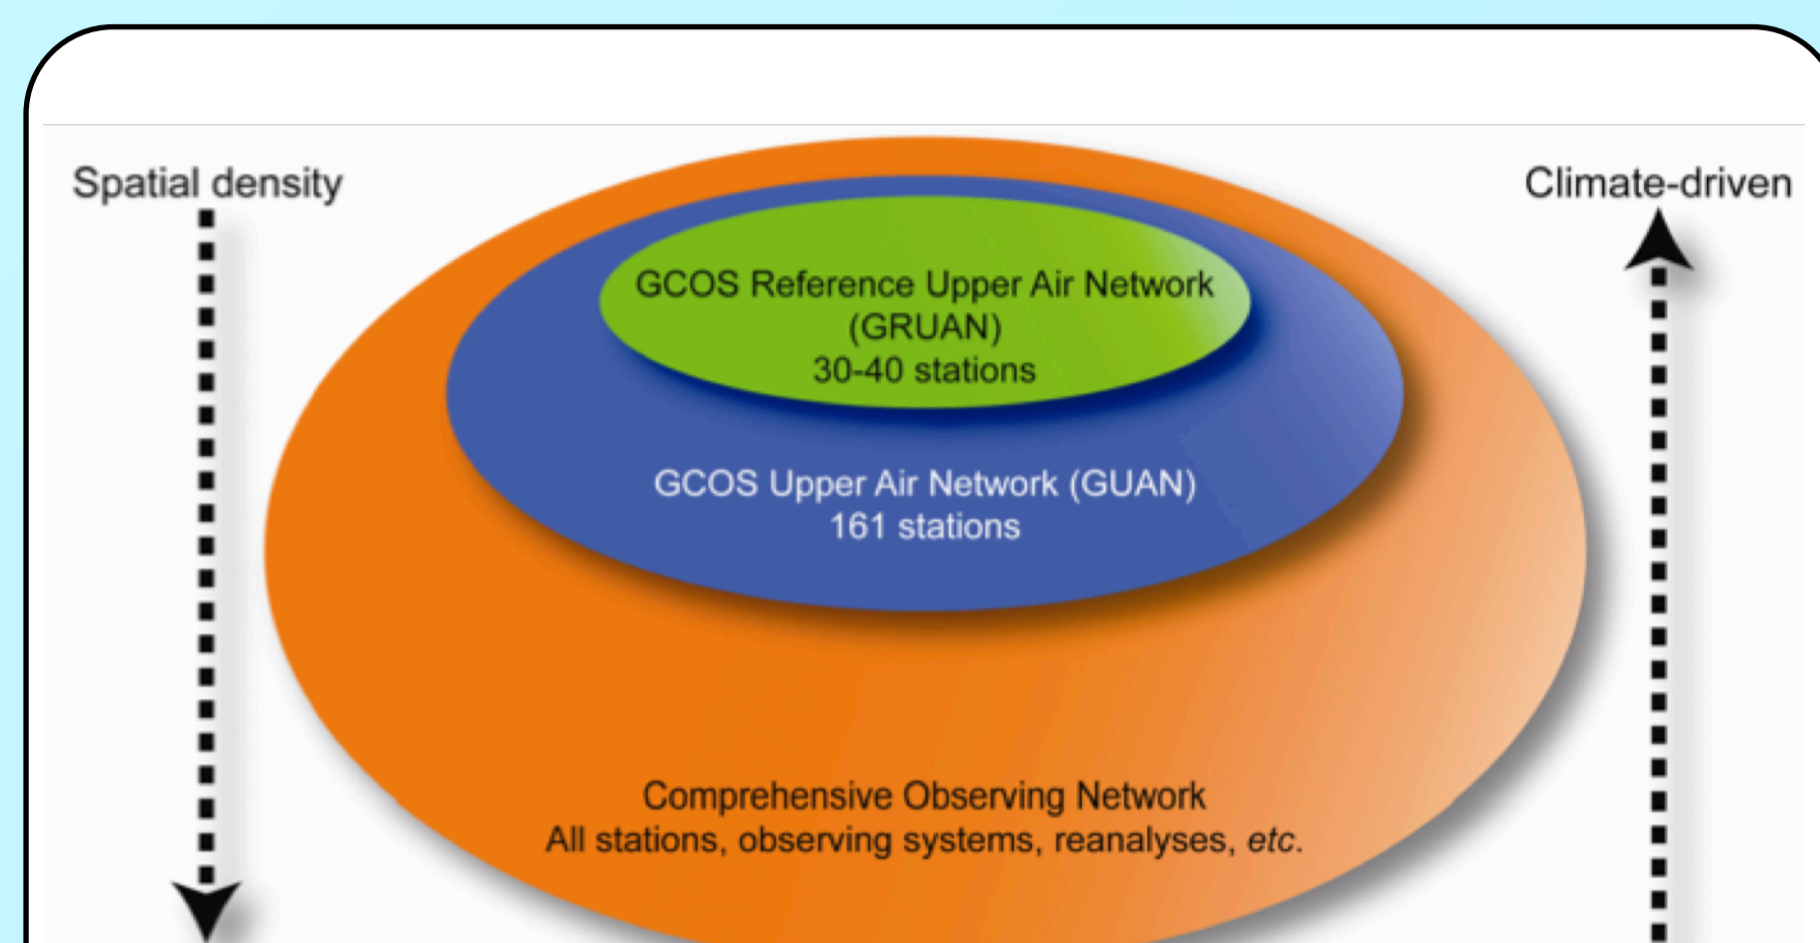 Spatial density
Climate-driven
GCOS Reference Upper Air Network
(GRUAN)
30-40 stations
GCOS Upper Air Network (GUAN)
161 stations
Comprehensive Observing Network
All stations, observing systems, reanalyses, etc.